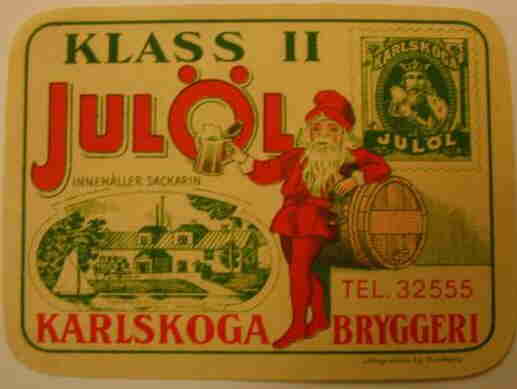 KLASS II
JULÖL
INNEHÅLLER SACKARIN
KARLSKOGA
JULÖL
TEL. 32555
KARLSKOGA BRYGGERI